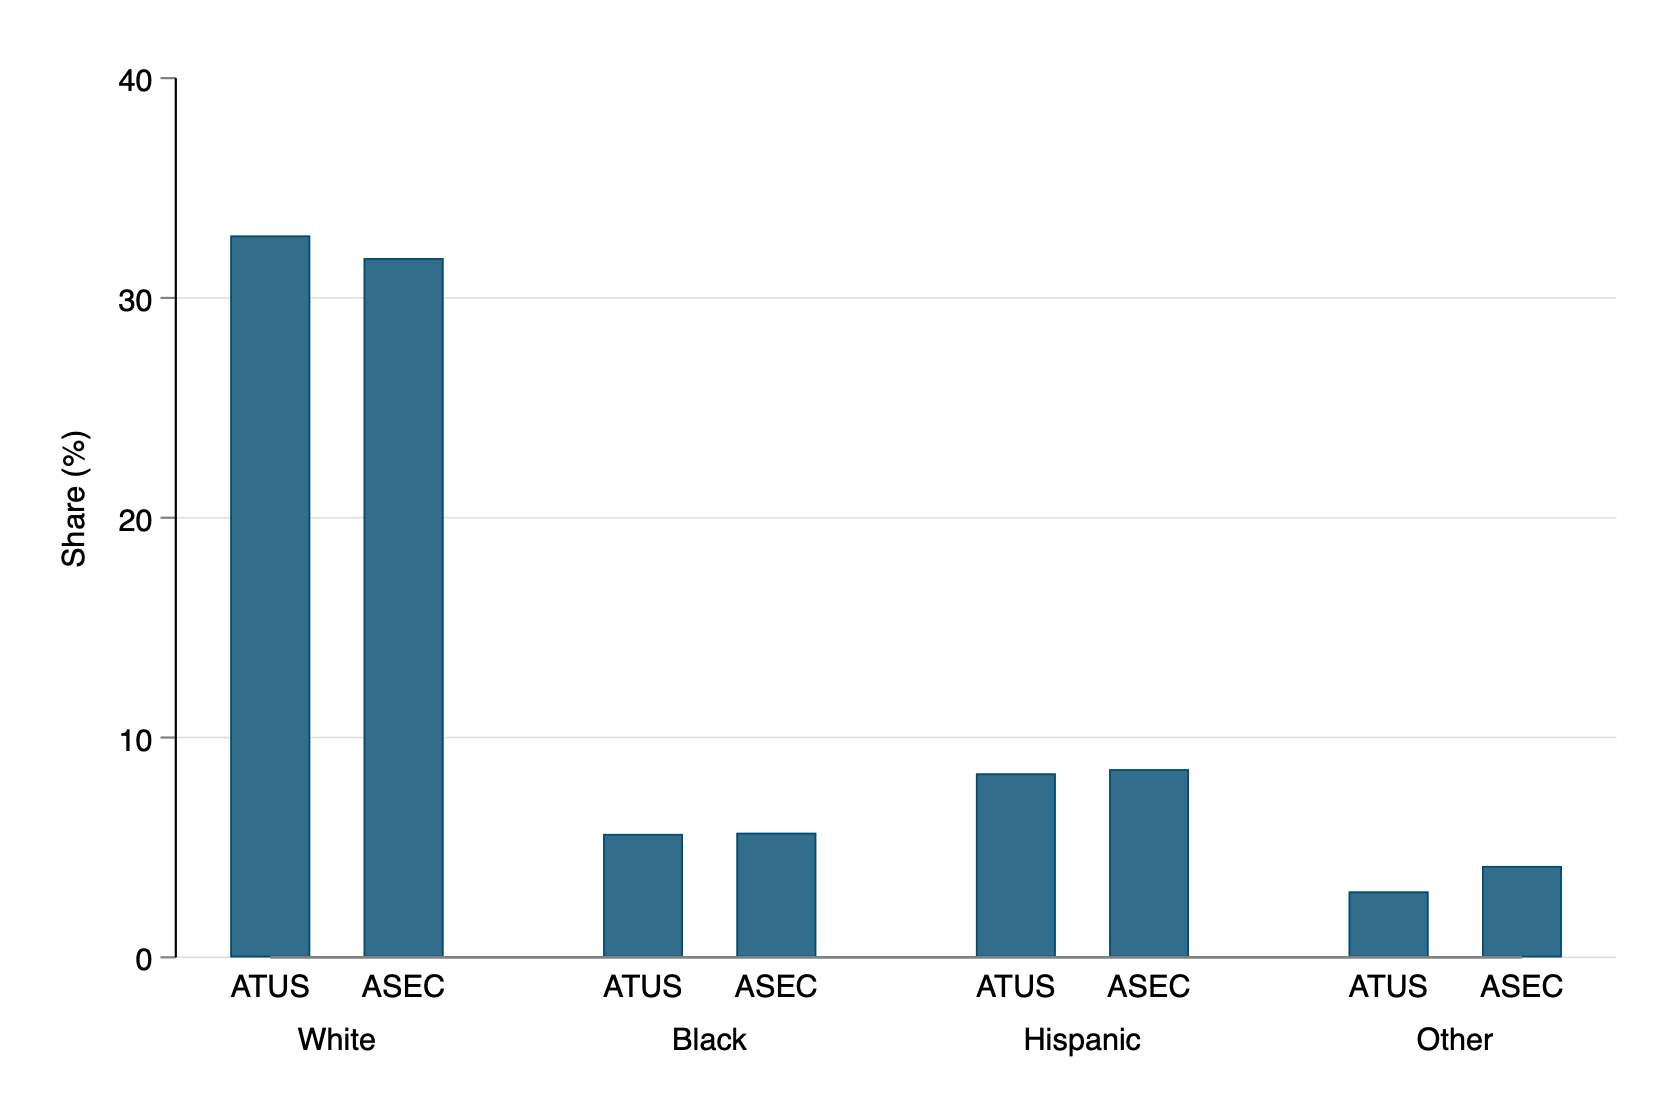 40
30
20
10
0
Share (%)
ATUS ASEC ATUS ASEC ATUS ASEC ATUS ASEC
White Black Hispanic Other